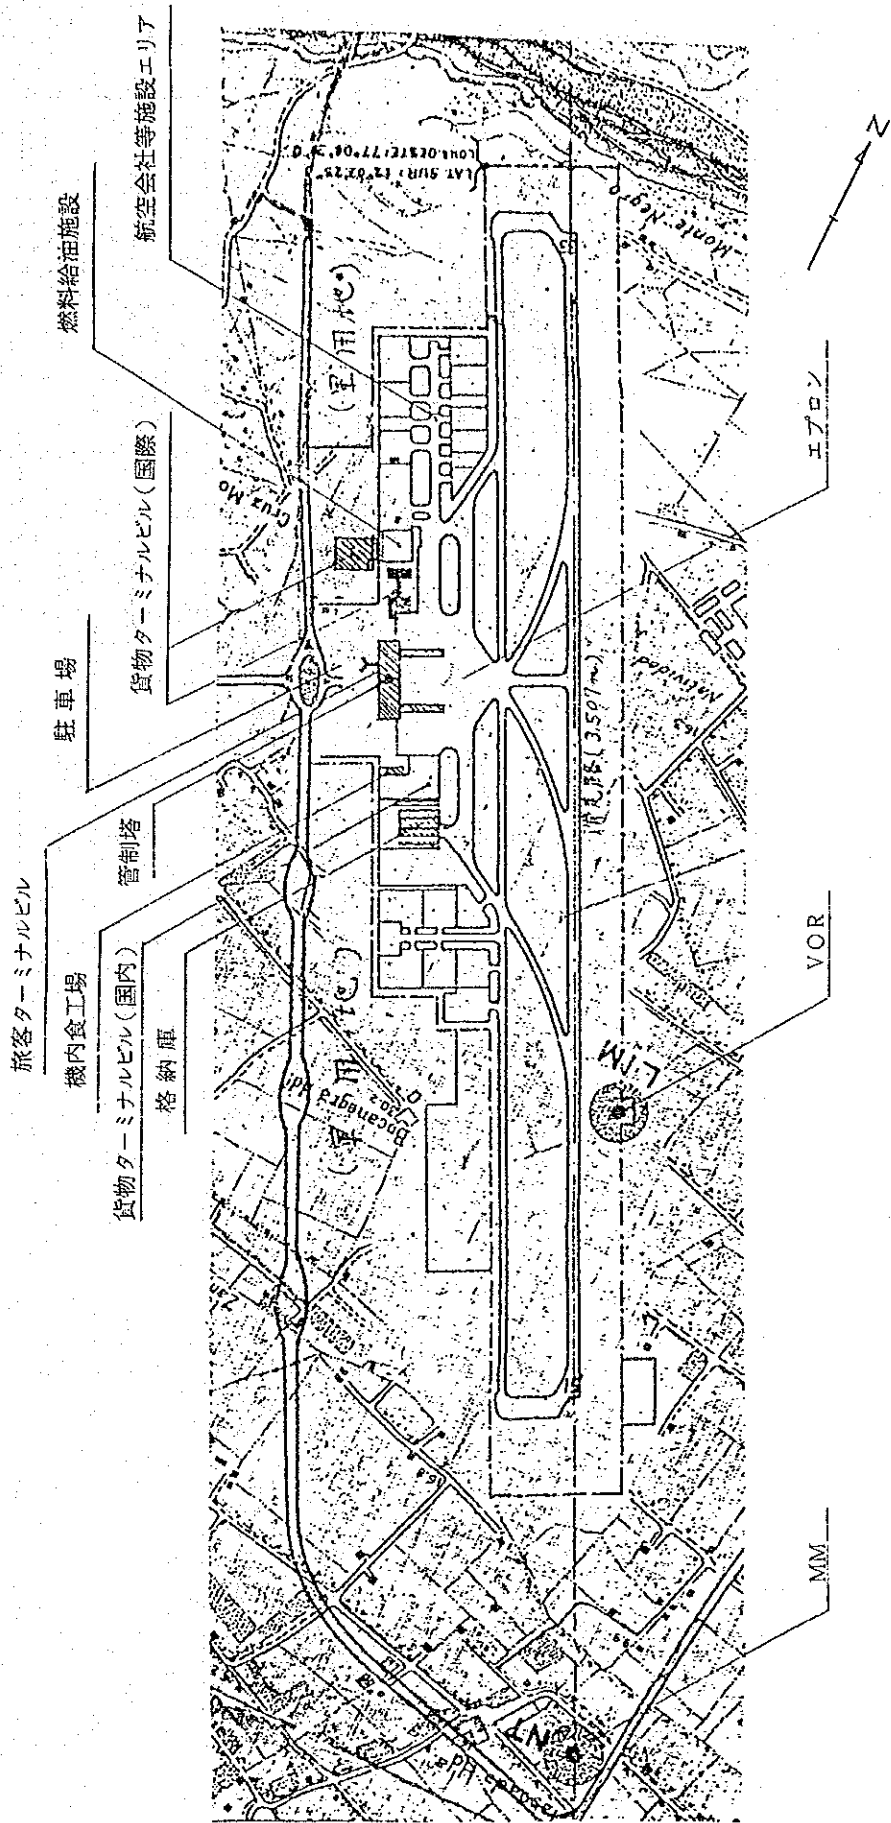 旅客ターミナルビル
機内食工場
貨物ターミナルビル(国内)
格納庫
駐車場
管制塔
貨物ターミナルビル(国際)
燃料給油施設
航空会社等施設エリア
LAT. SUR: 12°02'25"
(軍用地)
(軍用地)
Cruz Mo
Bocanegra
Hda
Monte Negro
Natividad
滑走路(3,507m)
LIM
NT
Hda
エプロン
VOR
MM
Z